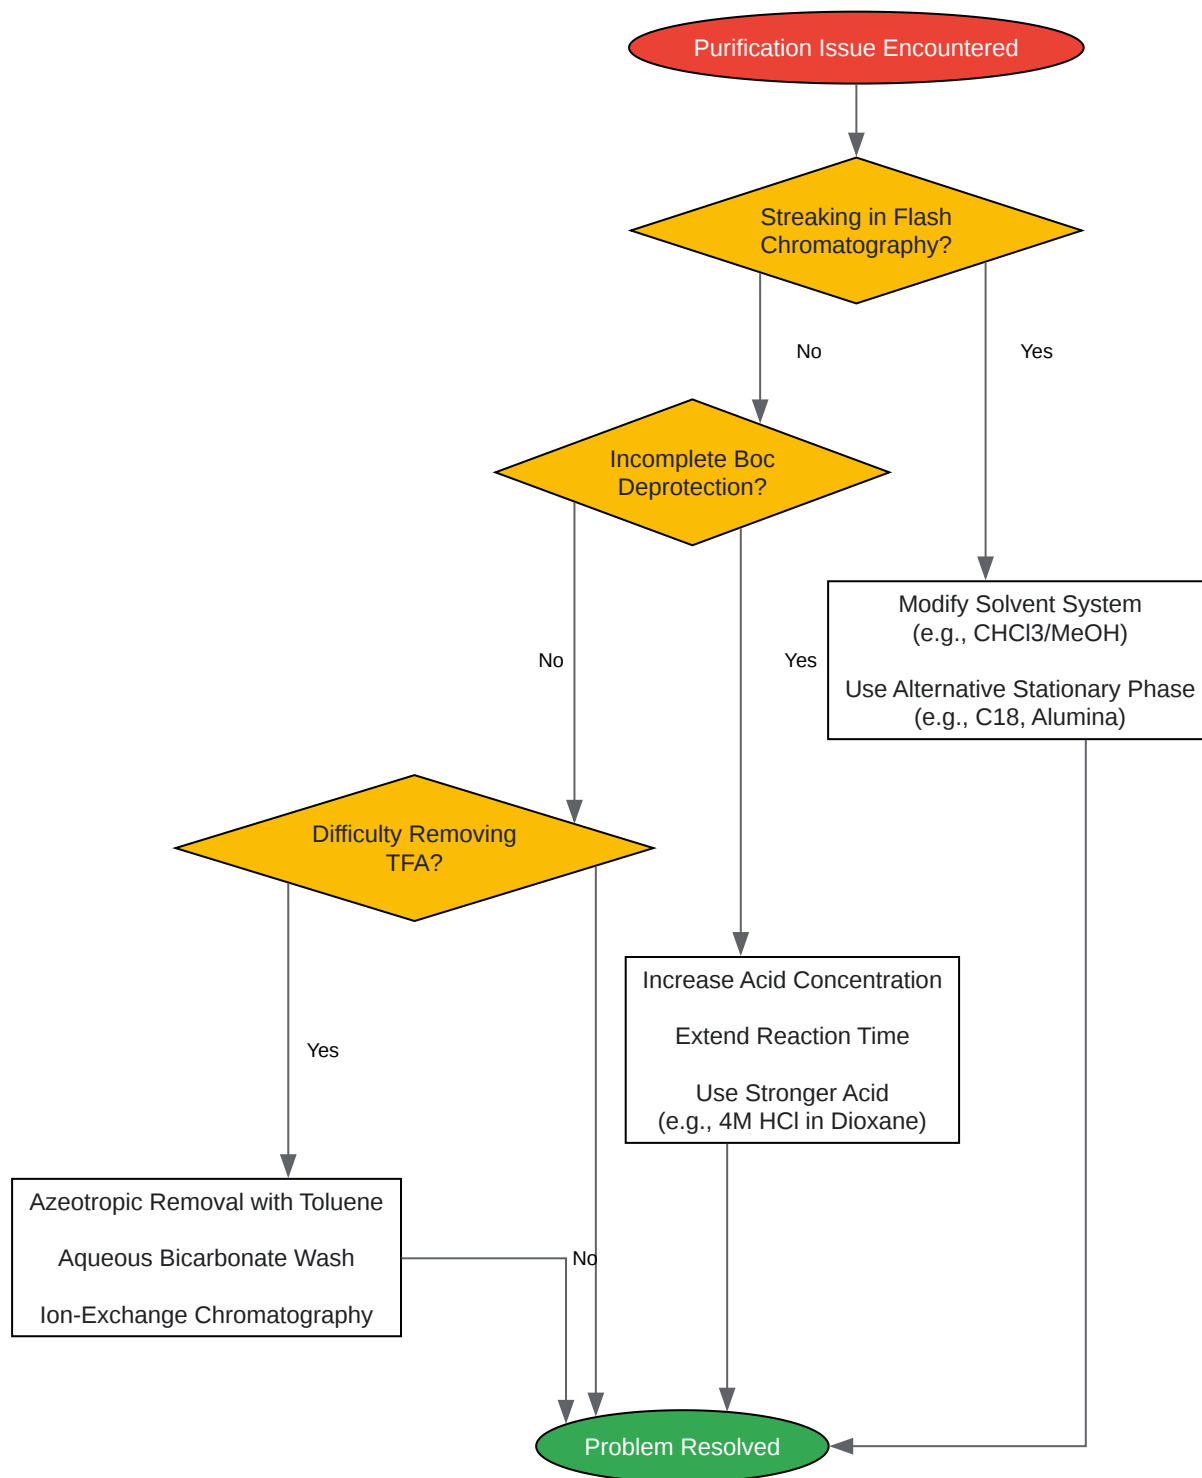 Purification Issue Encountered
Streaking in Flash
Chromatography?
No
Yes
Incomplete Boc
Deprotection?
Modify Solvent System
(e.g., CHCl3/MeOH)
Use Alternative Stationary Phase
(e.g., C18, Alumina)
No
Yes
Difficulty Removing
TFA?
Increase Acid Concentration
Extend Reaction Time
Use Stronger Acid
(e.g., 4M HCl in Dioxane)
Yes
Azeotropic Removal with Toluene
Aqueous Bicarbonate Wash
Ion-Exchange Chromatography
No
Problem Resolved